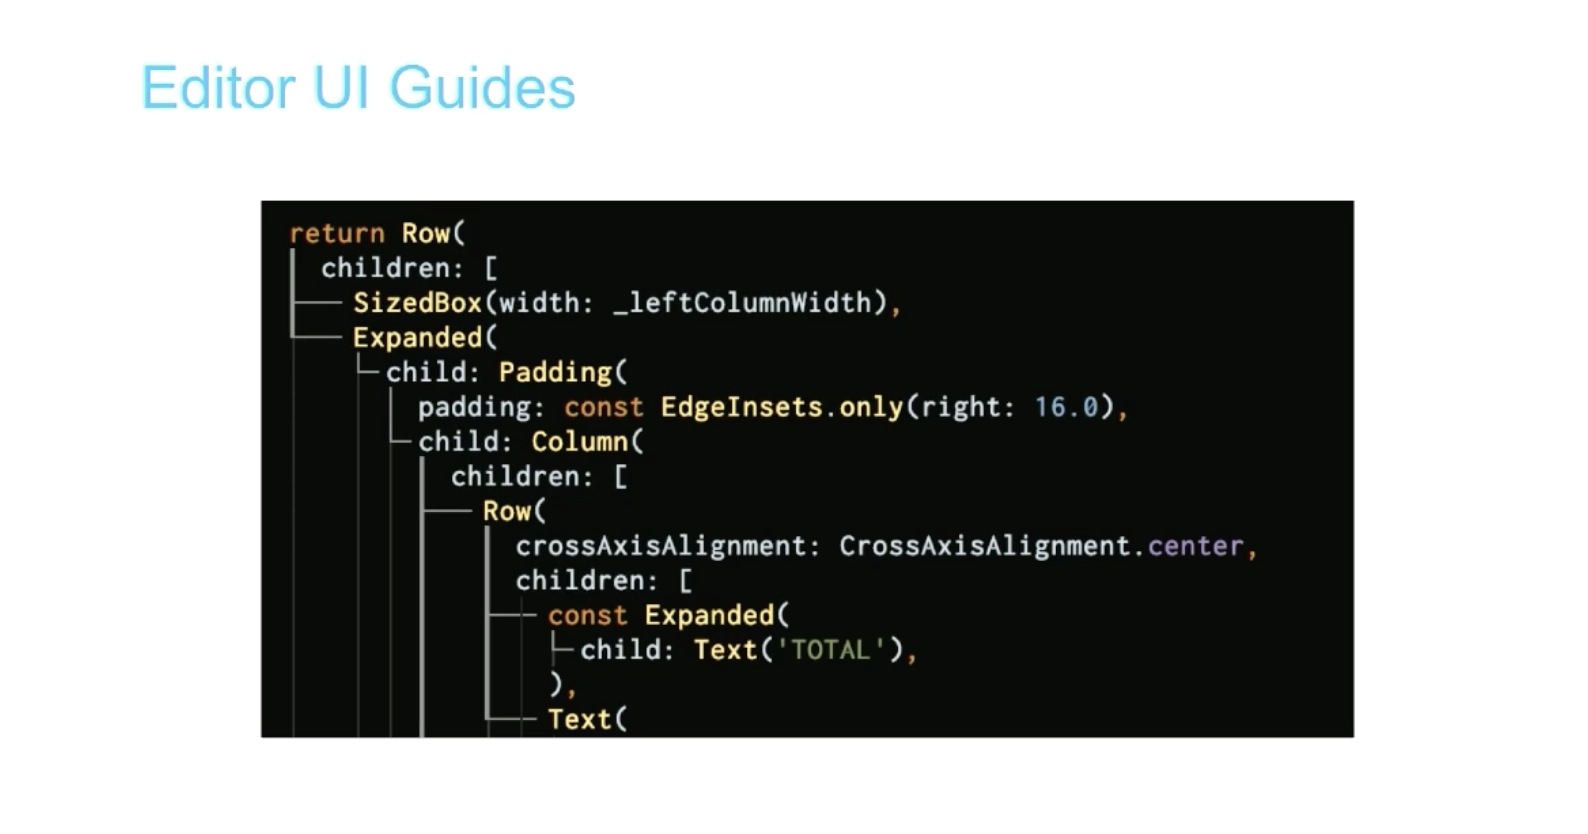 Editor UI Guides
return Row(
children: [
SizedBox(width: _leftColumnWidth),
Expanded(
child: Padding(
padding: const EdgeInsets.only(right: 16.0),
child: Column(
children: [
Row(
crossAxisAlignment: CrossAxisAlignment.center,
children: [
const Expanded(
child: Text('TOTAL'),
),
Text(